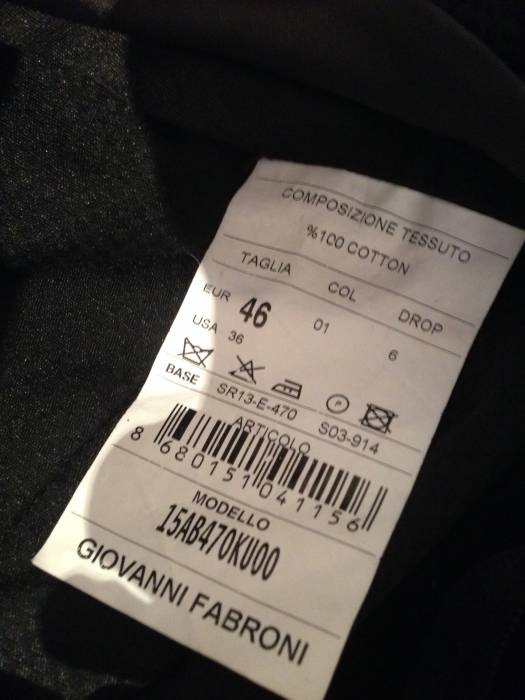 COMPOSIZIONE TESSUTO
%100 COTTON
TAGLIA COL DROP
EUR 46 01 6
USA 36
BASE SR13-E-470 S03-914
ARTICOLO
8 680151 041156
MODELLO
15AB470KU00
GIOVANNI FABRONI